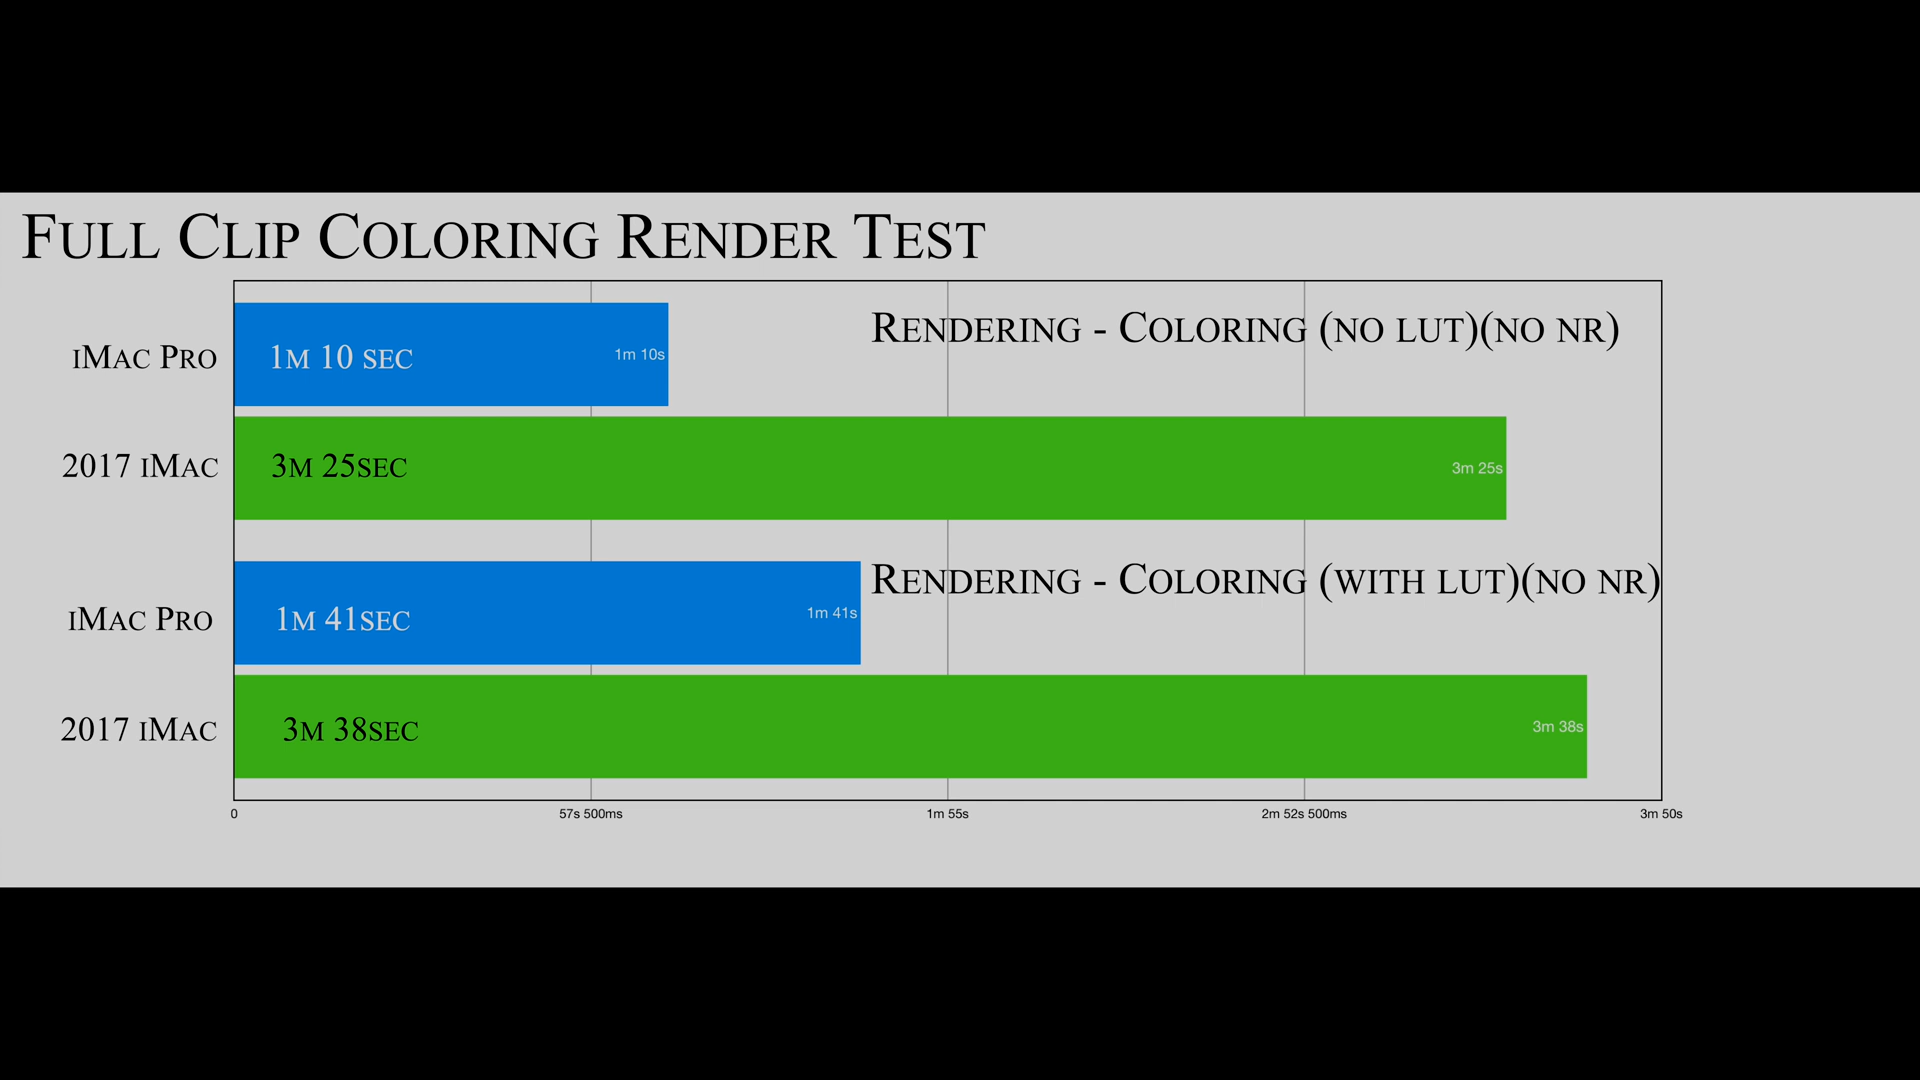 Full Clip Coloring Render Test
Rendering - Coloring (no LUT)(no NR)
iMac Pro 1m 10 sec 1m 10s
2017 iMac 3m 25sec 3m 25s
Rendering - Coloring (with LUT)(no NR)
iMac Pro 1m 41sec 1m 41s
2017 iMac 3m 38sec 3m 38s
0 57s 500ms 1m 55s 2m 52s 500ms 3m 50s